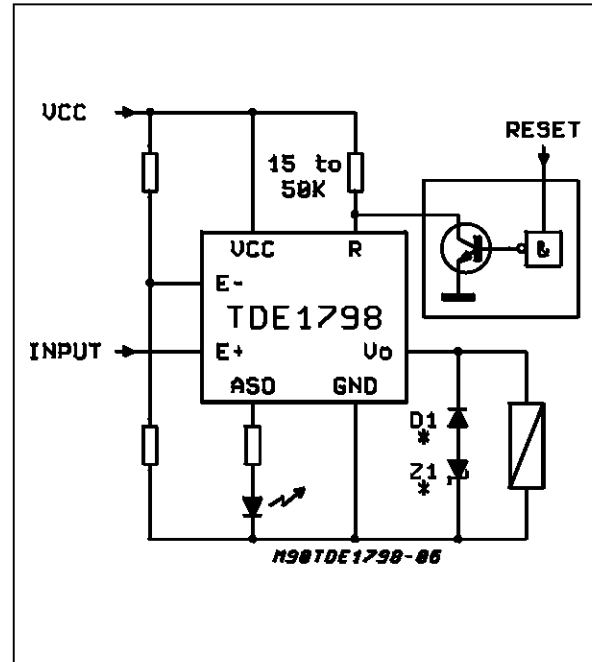 VCC
RESET
15 to
50K
VCC R
&
E-
TDE1798
INPUT
E+ Vo
ASO GND
D1
*
Z1
*
M90TDE1798-06